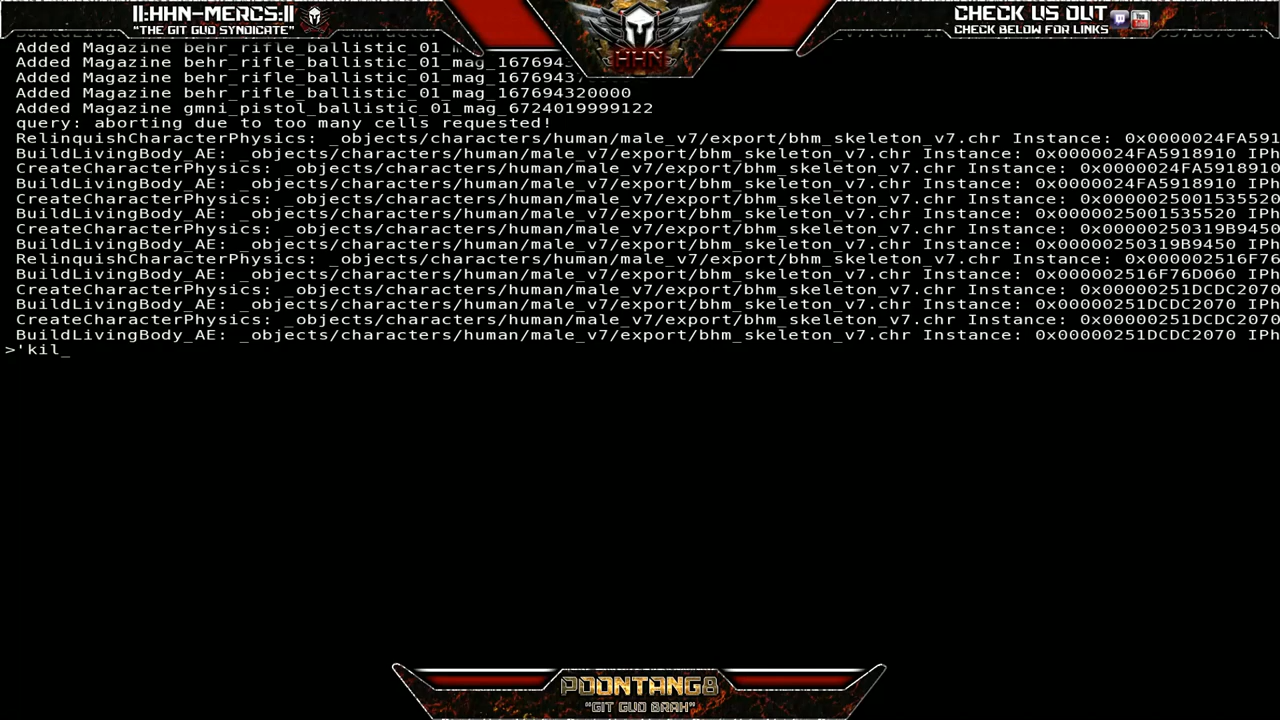 ||:HHN-MERCS:||
"THE GIT GUD SYNDICATE"
HHN
CHECK US OUT
CHECK BELOW FOR LINKS
Added Magazine behr_rifle_ballistic_01_m
Added Magazine behr_rifle_ballistic_01_mag_1676943
Added Magazine behr_rifle_ballistic_01_mag_16769437
Added Magazine behr_rifle_ballistic_01_mag_167694320000
Added Magazine gmni_pistol_ballistic_01_mag_6724019999122
query: aborting due to too many cells requested!
RelinquishCharacterPhysics: _objects/characters/human/male_v7/export/bhm_skeleton_v7.chr Instance: 0x0000024FA591
BuildLivingBody_AE: _objects/characters/human/male_v7/export/bhm_skeleton_v7.chr Instance: 0x0000024FA5918910 IPh
CreateCharacterPhysics: _objects/characters/human/male_v7/export/bhm_skeleton_v7.chr Instance: 0x0000024FA5918910
BuildLivingBody_AE: _objects/characters/human/male_v7/export/bhm_skeleton_v7.chr Instance: 0x0000024FA5918910 IPh
CreateCharacterPhysics: _objects/characters/human/male_v7/export/bhm_skeleton_v7.chr Instance: 0x0000025001535520
BuildLivingBody_AE: _objects/characters/human/male_v7/export/bhm_skeleton_v7.chr Instance: 0x0000025001535520 IPh
CreateCharacterPhysics: _objects/characters/human/male_v7/export/bhm_skeleton_v7.chr Instance: 0x00000250319B9450
BuildLivingBody_AE: _objects/characters/human/male_v7/export/bhm_skeleton_v7.chr Instance: 0x00000250319B9450 IPh
RelinquishCharacterPhysics: _objects/characters/human/male_v7/export/bhm_skeleton_v7.chr Instance: 0x000002516F76
BuildLivingBody_AE: _objects/characters/human/male_v7/export/bhm_skeleton_v7.chr Instance: 0x000002516F76D060 IPh
CreateCharacterPhysics: _objects/characters/human/male_v7/export/bhm_skeleton_v7.chr Instance: 0x00000251DCDC2070
BuildLivingBody_AE: _objects/characters/human/male_v7/export/bhm_skeleton_v7.chr Instance: 0x00000251DCDC2070 IPh
CreateCharacterPhysics: _objects/characters/human/male_v7/export/bhm_skeleton_v7.chr Instance: 0x00000251DCDC2070
BuildLivingBody_AE: _objects/characters/human/male_v7/export/bhm_skeleton_v7.chr Instance: 0x00000251DCDC2070 IPh
>'kil_
POONTANG8
"GIT GUD BRAH"